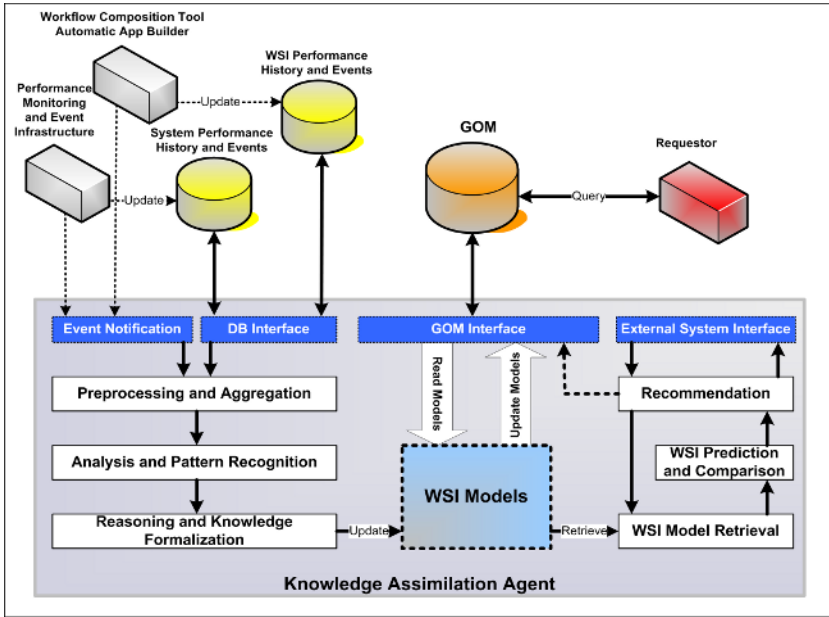 Workflow Composition Tool
Automatic App Builder
WSI Performance
History and Events
Performance
Monitoring
and Event
Infrastructure
Update
System Performance
History and Events
GOM
Requestor
Update
Query
Event Notification
DB Interface
GOM Interface
External System Interface
Read Models
Update Models
Preprocessing and Aggregation
Recommendation
Analysis and Pattern Recognition
WSI Prediction
and Comparison
WSI Models
Reasoning and Knowledge
Formalization
Update
Retrieve
WSI Model Retrieval
Knowledge Assimilation Agent